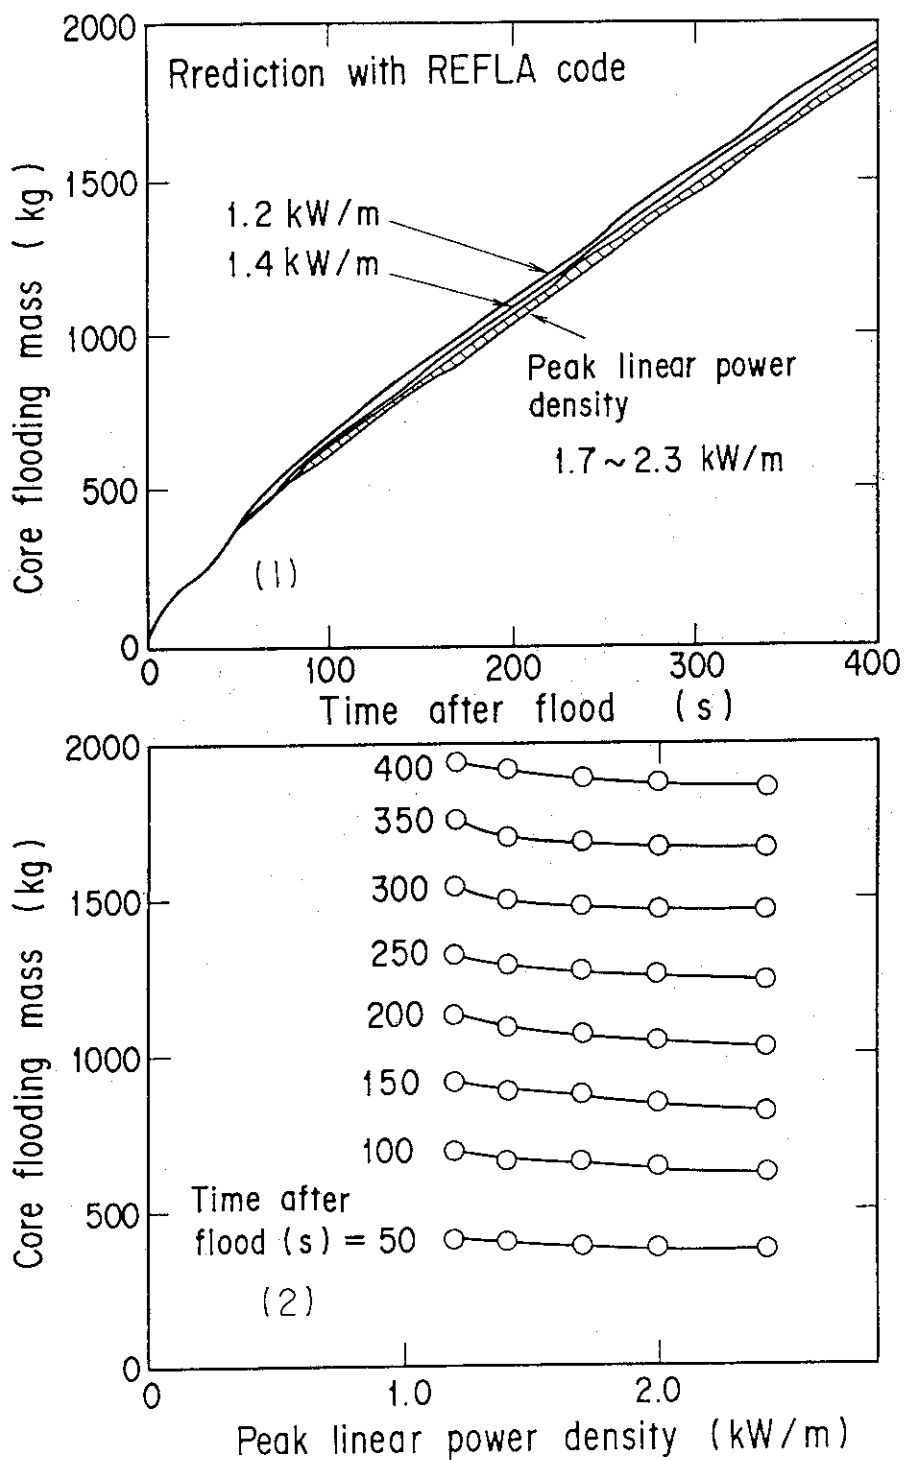 2000
Rrediction with REFLA code
1500
1.2 kW/m
1.4 kW/m
1000
Peak linear power
density
1.7~2.3 kW/m
500
(1)
0
Core flooding mass (kg)
0 100 200 300 400
Time after flood (s)
2000
400
350
1500
300
250
200
1000
150
100
Time after
500
flood (s) = 50
(2)
0
Core flooding mass (kg)
0 1.0 2.0
Peak linear power density (kW/m)